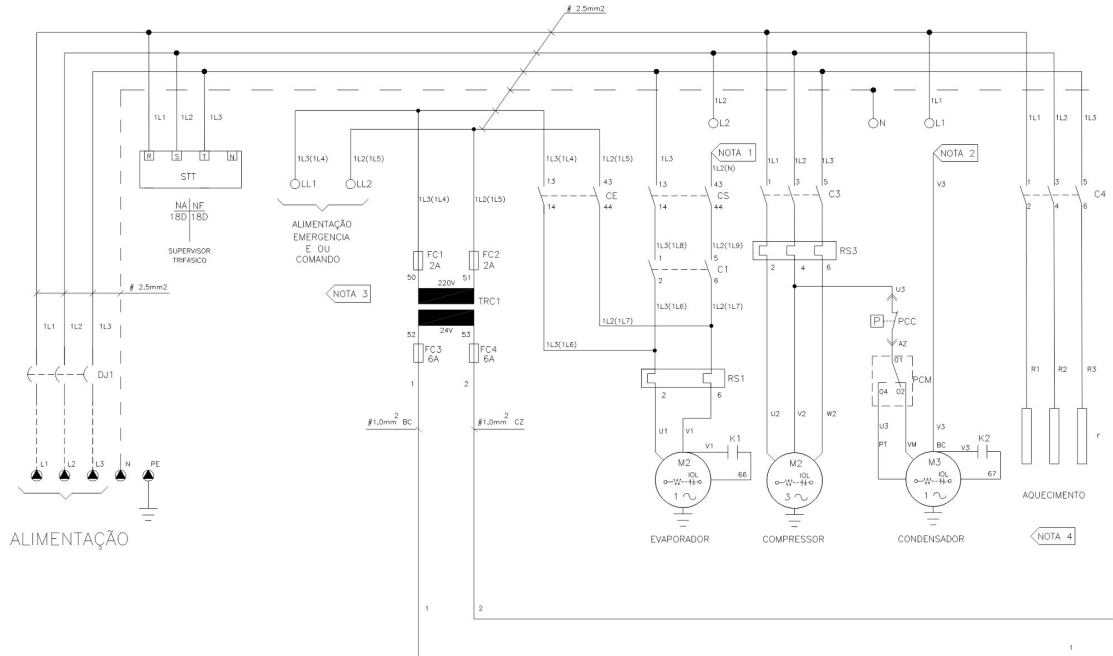 # 2.5mm2
1L1
1L2
1L3
1L2
1L1
1L1
1L2
1L3
L2
N
L1
R
S
T
N
STT
NA
NF
18D
18D
SUPERVISOR
TRIFÁSICO
1L3(1L4)
1L2(1L5)
LL1
LL2
ALIMENTAÇÃO
EMERGENCIA
E OU
COMANDO
1L3(1L4)
1L2(1L5)
1L3(1L4)
1L2(1L5)
1L3
NOTA 1
1L2(N)
1L1
1L2
1L3
NOTA 2
V3
13
43
CE
14
44
13
43
CS
14
44
1
3
5
C3
1
3
5
C4
2
4
6
1L3(1L8)
1L2(1L9)
FC1
2A
FC2
2A
50
51
220V
TRC1
24V
52
53
FC3
6A
FC4
6A
NOTA 3
1
5
C1
2
6
1L3(1L6)
1L2(1L7)
1L2(1L7)
1L3(1L6)
RS3
2
4
6
U3
P
PCC
AZ
01
PCM
04
02
# 2.5mm2
1L1
1L2
1L3
DJ1
1
2
#1.0mm2 BC
#1.0mm2 CZ
RS1
2
6
U1
V1
V1
K1
66
U2
V2
W2
U3
PT
VM
V3
BC
V3
K2
67
R1
R2
R3
r
L1
L2
L3
N
PE
ALIMENTAÇÃO
M2
IOL
1
EVAPORADOR
M2
IOL
3
COMPRESSOR
M3
IOL
1
CONDENSADOR
AQUECIMENTO
NOTA 4
1
2
1